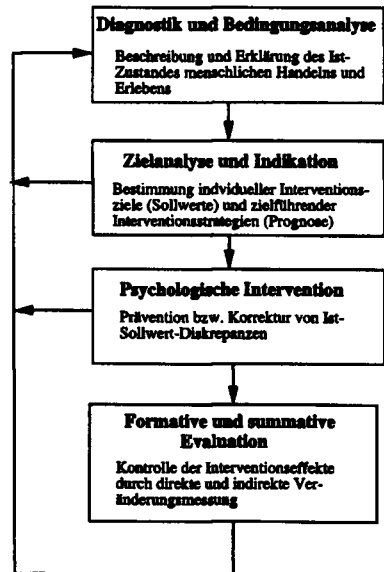 Diagnostik und Bedingungsanalyse
Beschreibung und Erklärung des Ist-
Zustandes menschlichen Handelns und
Erlebens
Zielanalyse und Indikation
Bestimmung indvidueller Interventions-
ziele (Sollwerte) und zielführender
Interventionsstrategien (Prognose)
Psychologische Intervention
Prävention bzw. Korrektur von Ist-
Sollwert-Diskrepanzen
Formative und summative
Evaluation
Kontrolle der Interventionseffekte
durch direkte und indirekte Ver-
änderungsmessung